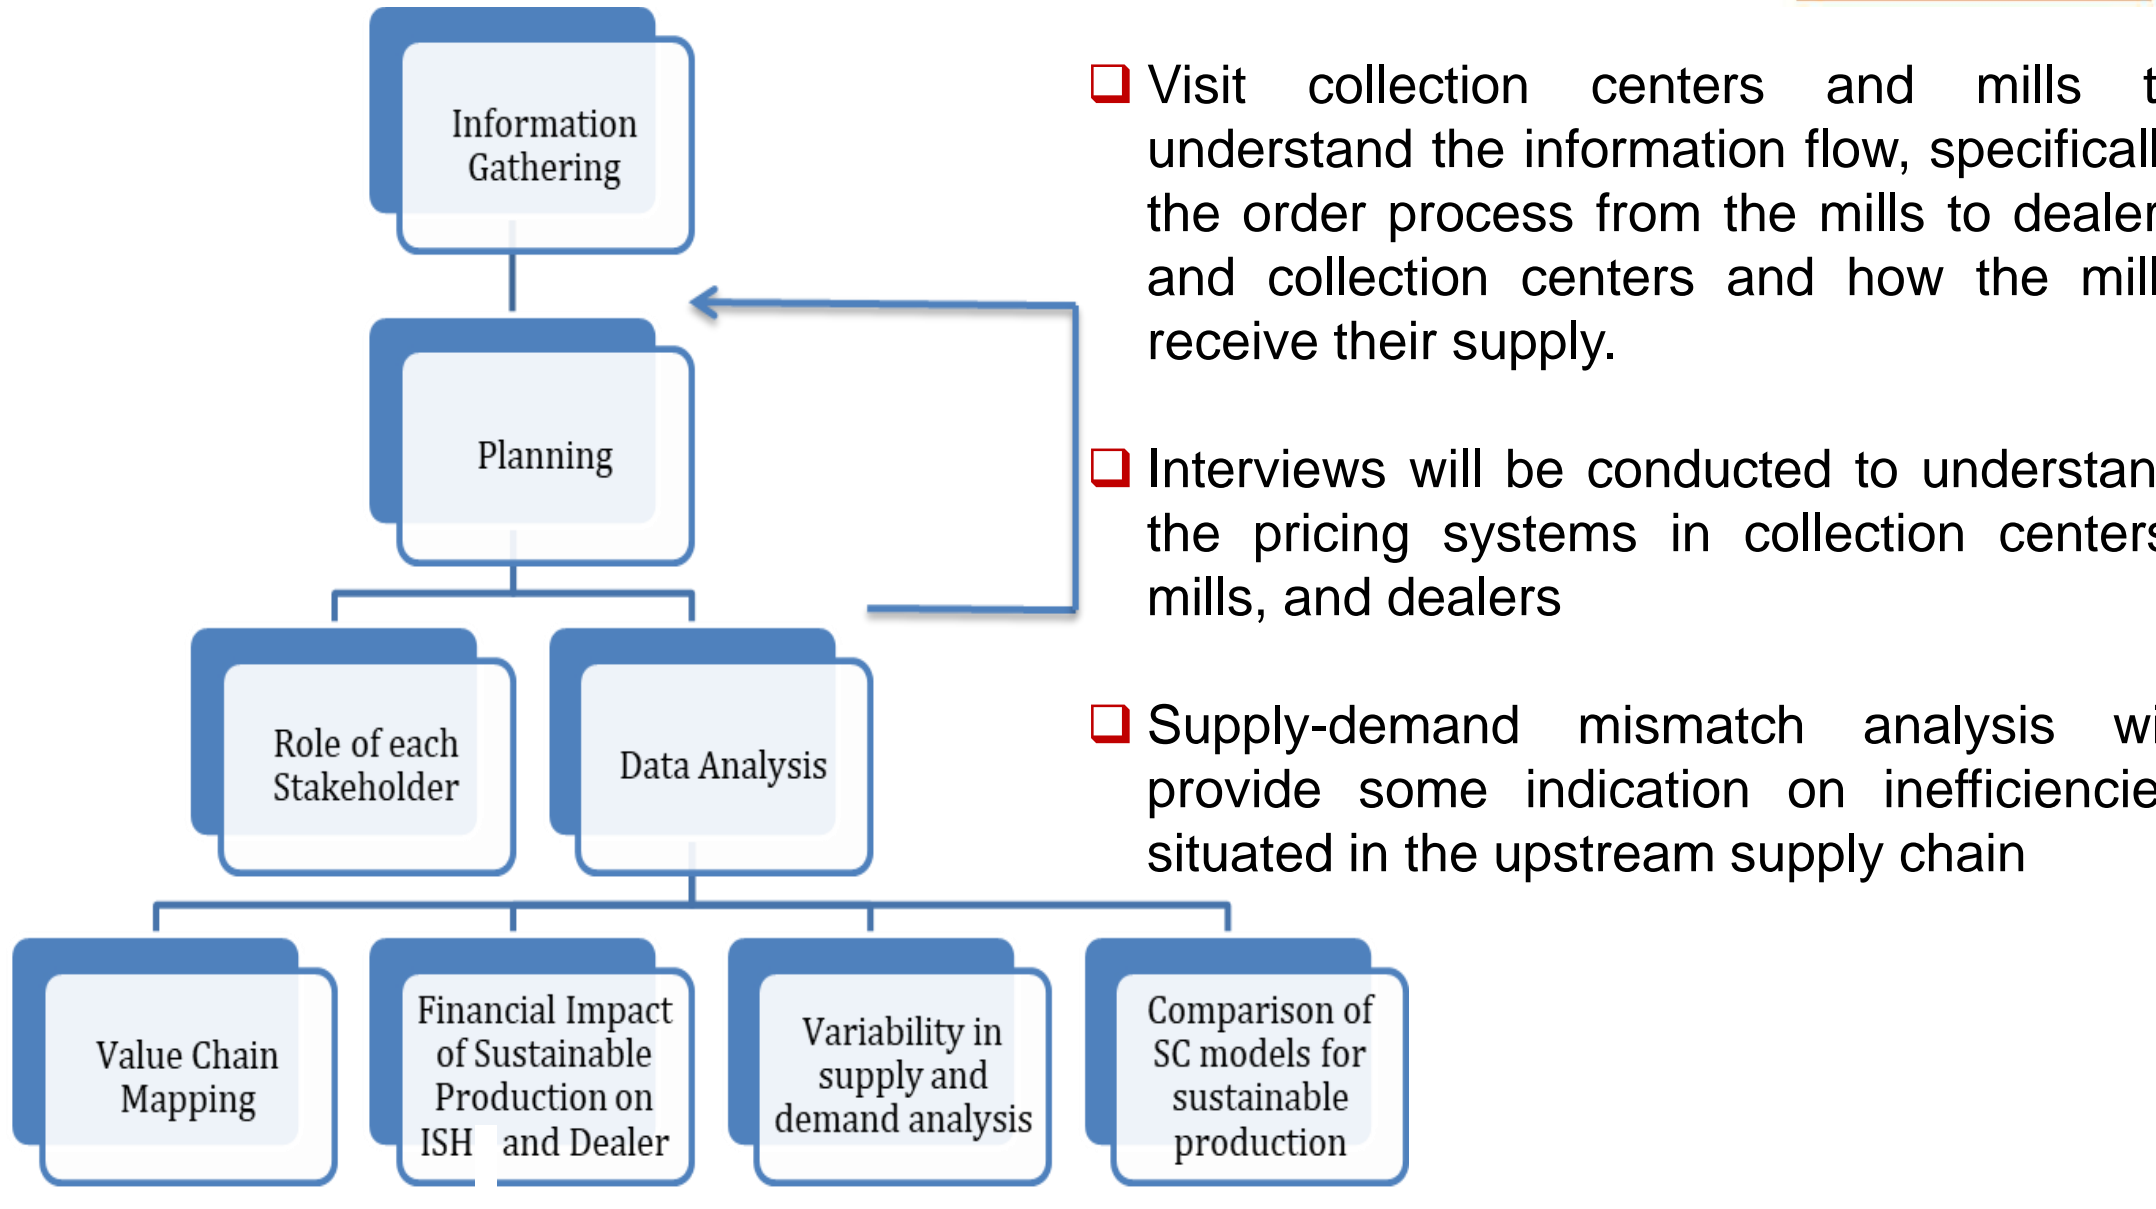 Information
Gathering
Planning
Role of each
Stakeholder
Data Analysis
Value Chain
Mapping
Financial Impact
of Sustainable
Production on
ISH and Dealer
Variability in
supply and
demand analysis
Comparison of
SC models for
sustainable
production
Visit collection centers and mills
understand the information flow,
the order process from the mills to
and collection centers and how the
receive their supply.
Interviews will be conducted to
the pricing systems in collection
mills, and dealers
Supply-demand mismatch analysis
provide some indication on
situated in the upstream supply chain